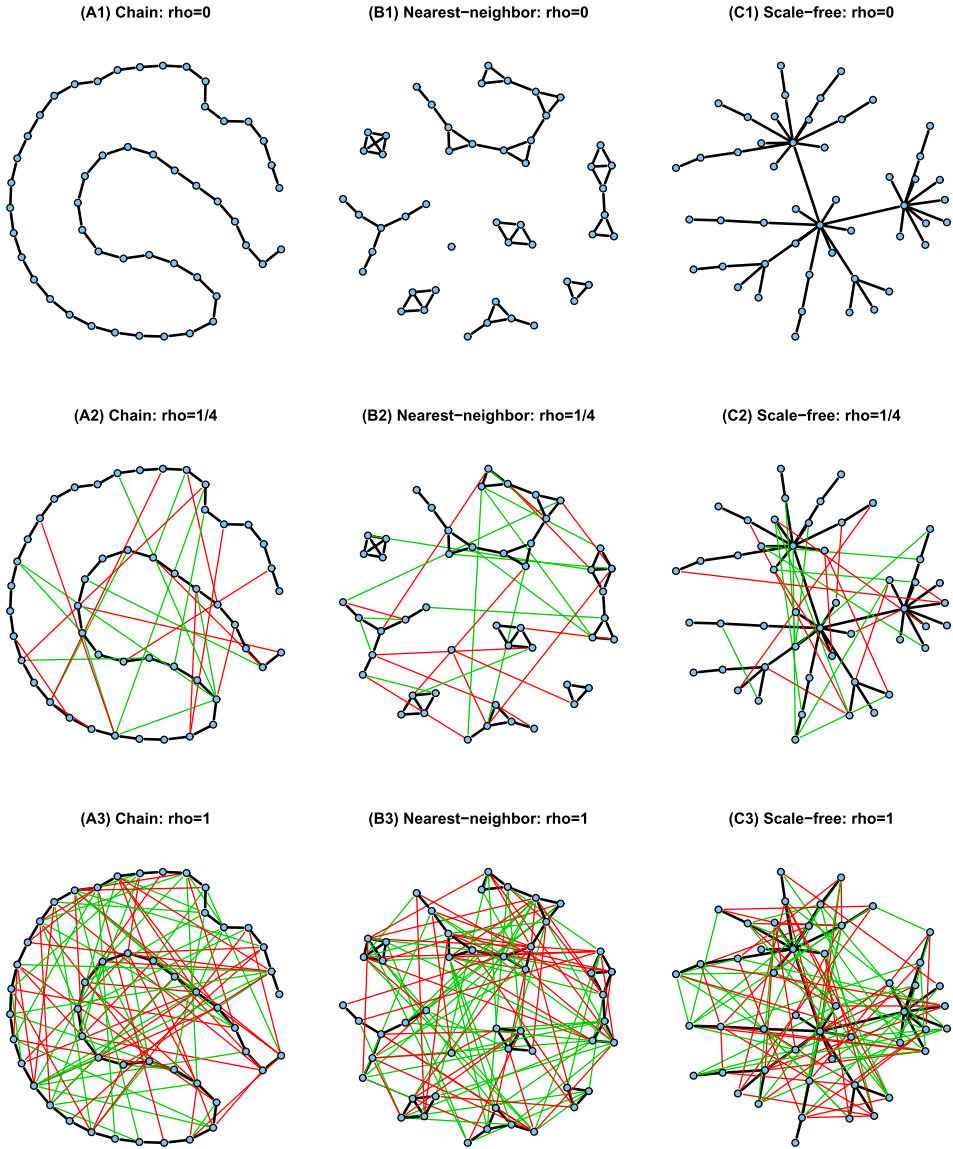 (A1) Chain: rho=0
(B1) Nearest−neighbor: rho=0
(C1) Scale−free: rho=0
(A2) Chain: rho=1/4
(B2) Nearest−neighbor: rho=1/4
(C2) Scale−free: rho=1/4
(A3) Chain: rho=1
(B3) Nearest−neighbor: rho=1
(C3) Scale−free: rho=1